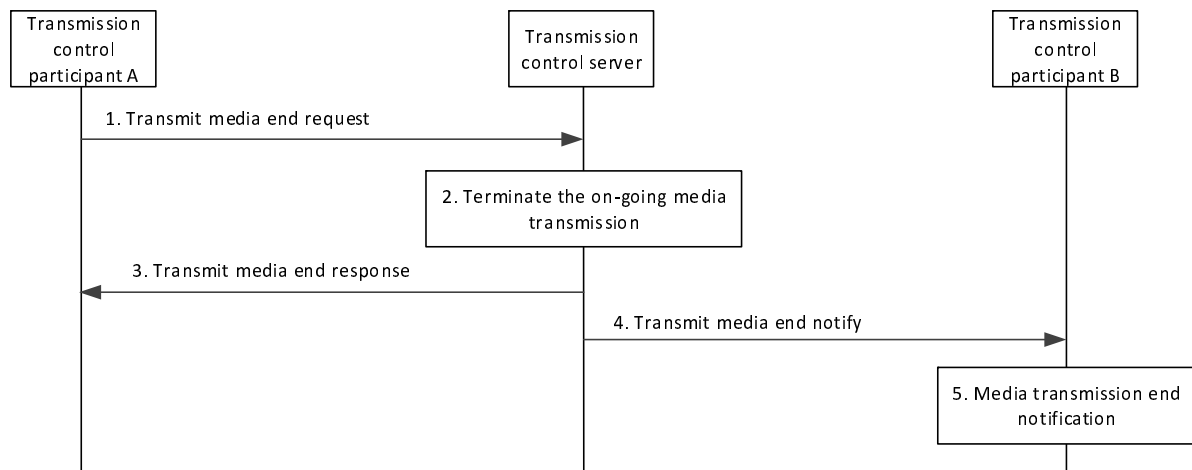 Transmission
control
participant A
Transmission
control server
Transmission
control
participant B
1. Transmit media end request
2. Terminate the on-going media
transmission
3. Transmit media end response
4. Transmit media end notify
5. Media transmission end
notification